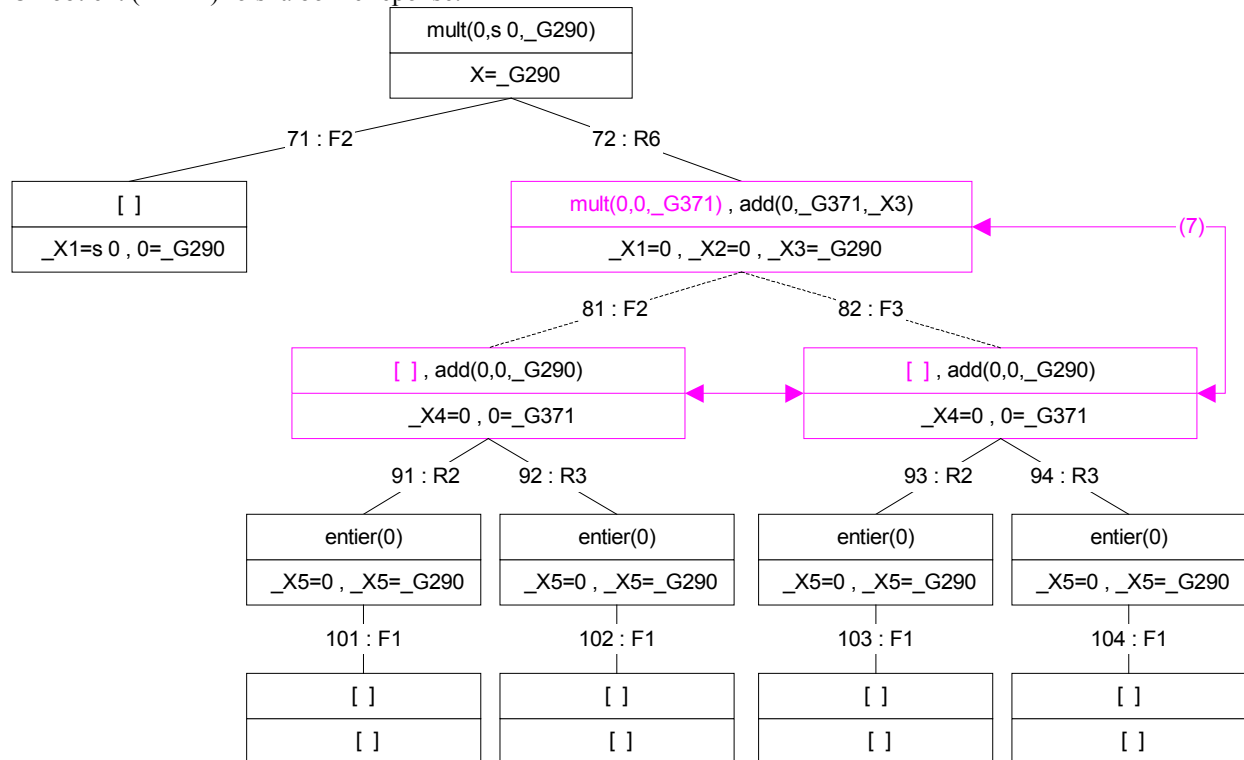 mult(0,s 0,_G290)
X=_G290
71 : F2
72 : R6
[ ]
_X1=s 0 , 0=_G290
mult(0,0,_G371) , add(0,_G371,_X3)
_X1=0 , _X2=0 , _X3=_G290
(7)
81 : F2
82 : F3
[ ] , add(0,0,_G290)
_X4=0 , 0=_G371
[ ] , add(0,0,_G290)
_X4=0 , 0=_G371
91 : R2
92 : R3
93 : R2
94 : R3
entier(0)
_X5=0 , _X5=_G290
entier(0)
_X5=0 , _X5=_G290
entier(0)
_X5=0 , _X5=_G290
entier(0)
_X5=0 , _X5=_G290
101 : F1
102 : F1
103 : F1
104 : F1
[ ]
[ ]
[ ]
[ ]
[ ]
[ ]
[ ]
[ ]